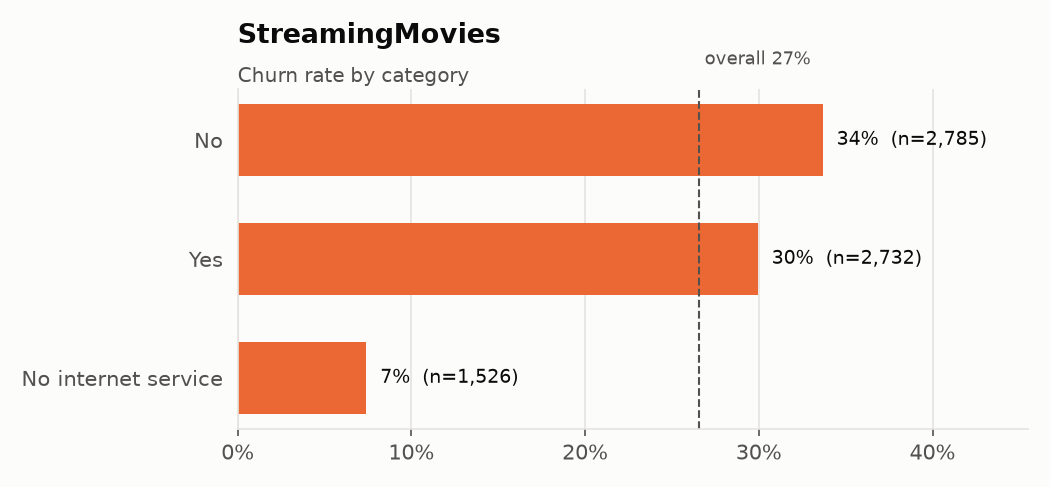 StreamingMovies
overall 27%
Churn rate by category
No
34%  (n=2,785)
Yes
30%  (n=2,732)
No internet service
7%  (n=1,526)
0% 10% 20% 30% 40%